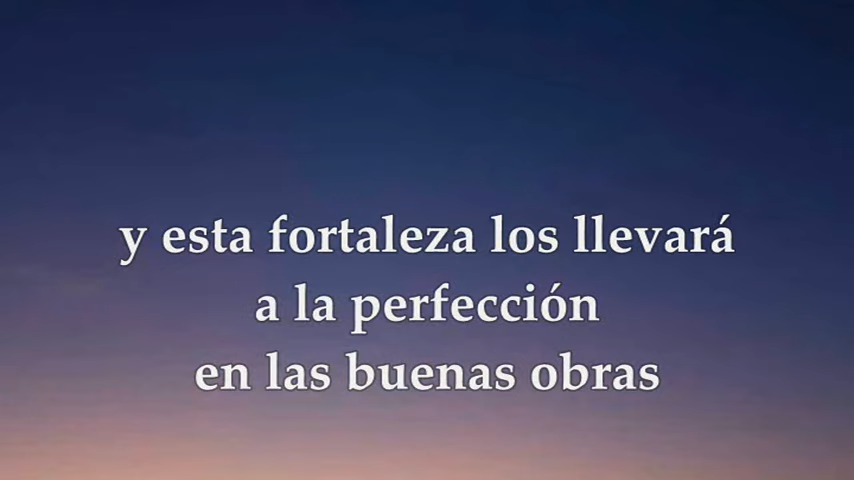 y esta fortaleza los llevará
a la perfección
en las buenas obras